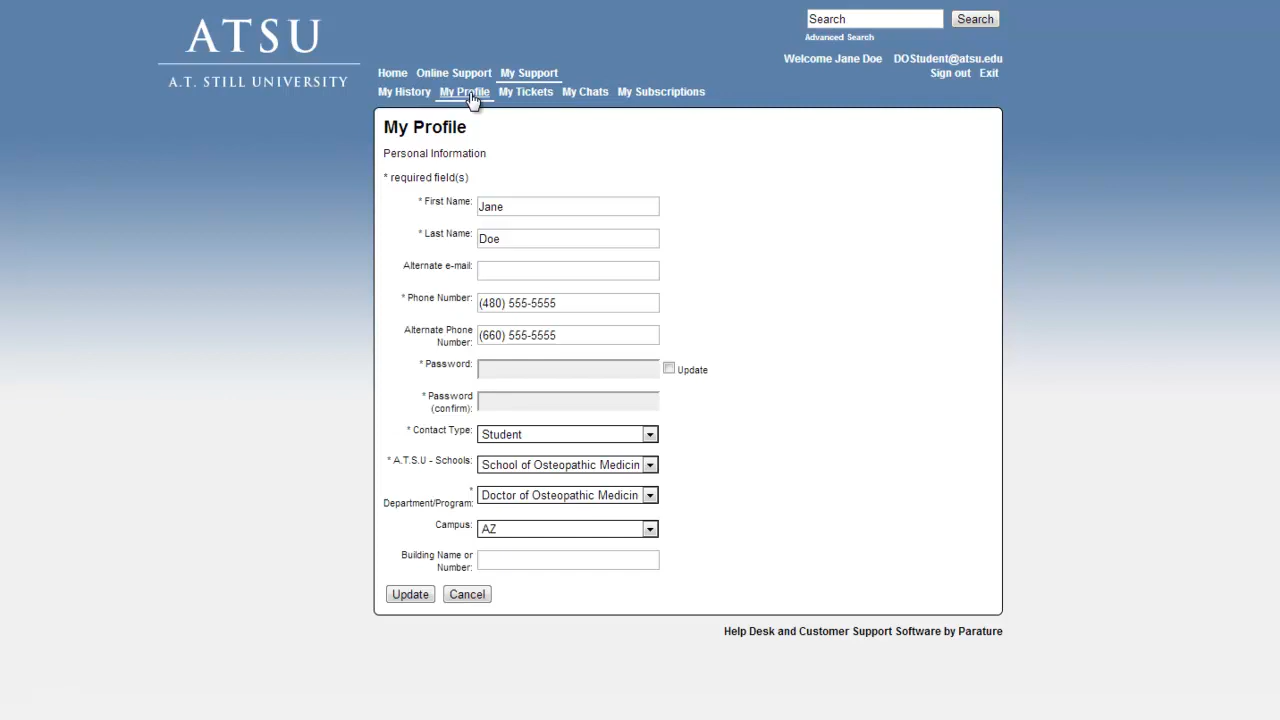 ATSU
A.T. STILL UNIVERSITY
Search Search
Advanced Search
Welcome Jane Doe DOStudent@atsu.edu
Sign out Exit
Home Online Support My Support
My History My Profile My Tickets My Chats My Subscriptions
My Profile
Personal Information
* required field(s)
* First Name: Jane
* Last Name: Doe
Alternate e-mail:
* Phone Number: (480) 555-5555
Alternate Phone
Number: (660) 555-5555
* Password: Update
* Password
(confirm):
* Contact Type: Student
* A.T.S.U - Schools: School of Osteopathic Medicin
*
Department/Program: Doctor of Osteopathic Medicin
Campus: AZ
Building Name or
Number:
Update Cancel
Help Desk and Customer Support Software by Parature